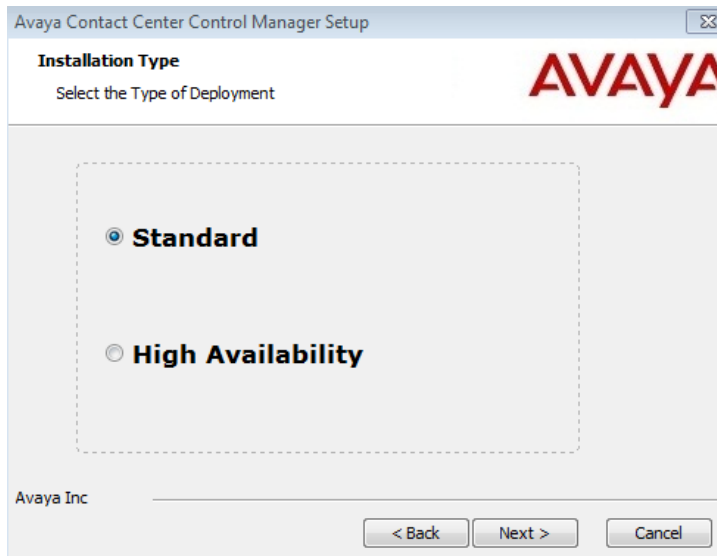 Avaya Contact Center Control Manager Setup
Installation Type
Select the Type of Deployment
AVAYA
Standard
High Availability
Avaya Inc
< Back
Next >
Cancel